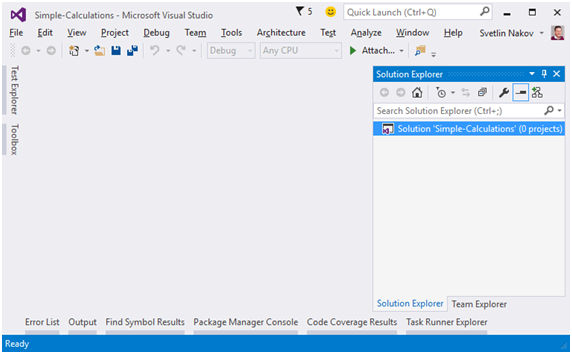 Simple-Calculations - Microsoft Visual Studio
5
Quick Launch (Ctrl+Q)
File Edit View Project Debug Team Tools Architecture Test Analyze Window Help Svetlin Nakov
Debug Any CPU Attach...
Test Explorer
Toolbox
Solution Explorer
Search Solution Explorer (Ctrl+;)
Solution 'Simple-Calculations' (0 projects)
Solution Explorer Team Explorer
Error List Output Find Symbol Results Package Manager Console Code Coverage Results Task Runner Explorer
Ready